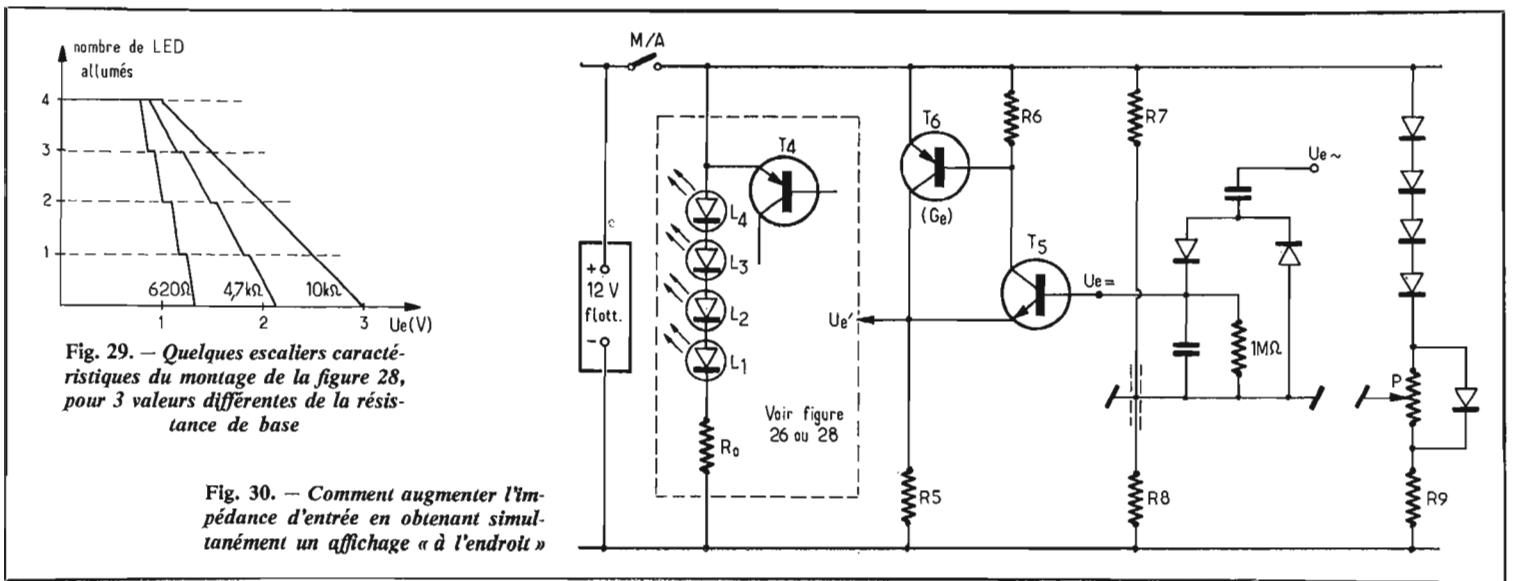 nombre de LED
allumés
4
3
2
1
620Ω
4,7kΩ
10kΩ
1
2
3
Ue(V)
Fig. 29. — Quelques escaliers caracté-
ristiques du montage de la figure 28,
pour 3 valeurs différentes de la résis-
tance de base
Fig. 30. — Comment augmenter l'im-
pédance d'entrée en obtenant simul-
tanément un affichage « à l'endroit »
M/A
+
12 V
flott.
-
T4
L4
L3
L2
L1
Ro
Voir figure
26 ou 28
T6
(Ge)
R6
R7
T5
Ue=
Ue'
Ue~
1MΩ
P
R5
R8
R9